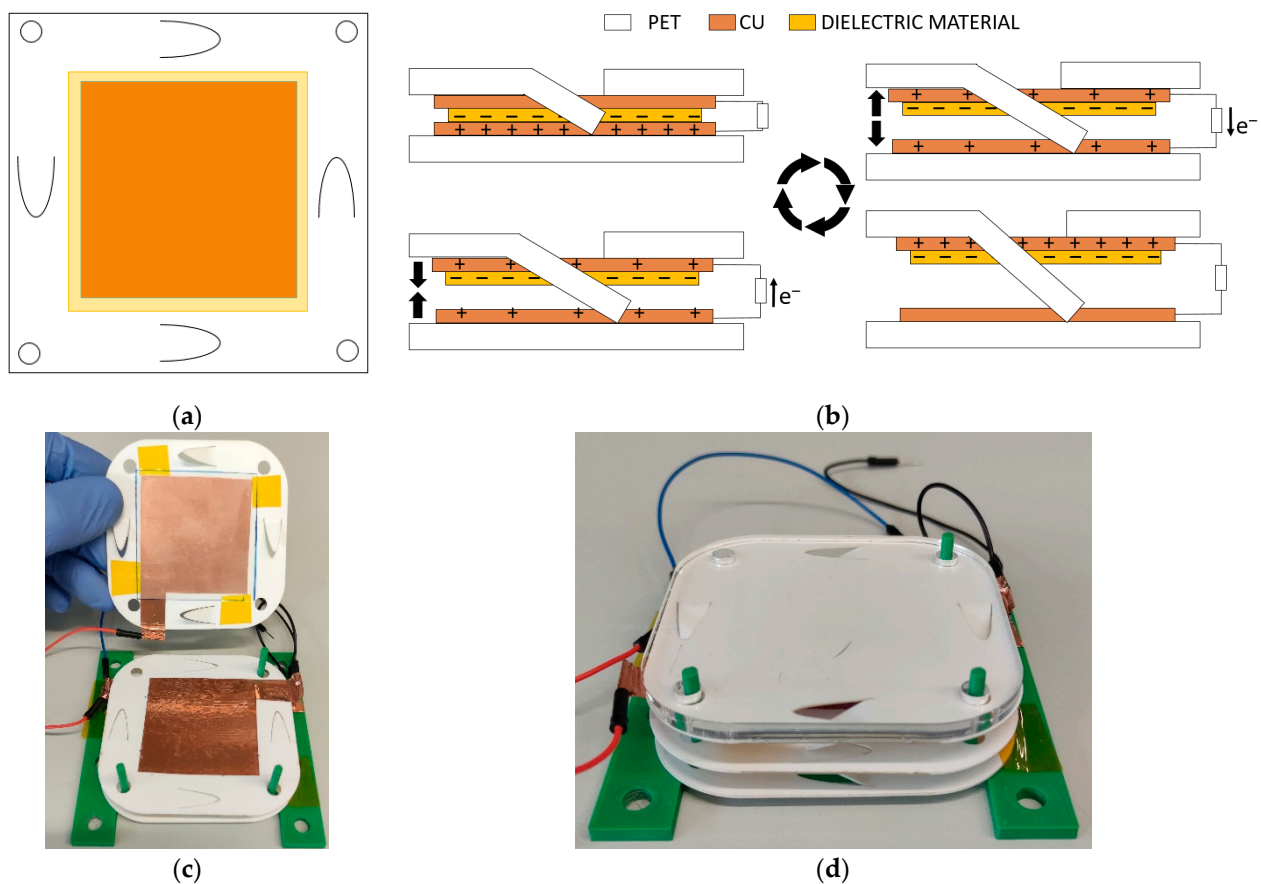 PET CU DIELECTRIC MATERIAL
− − − − − − − − −
+ + + + + + + + + +
+ + + + +
− − − − − − − −
e−
+ + + + +
+ + + + +
− − − − − − − −
e−
+ + + + +
+ + + + + + + + + +
− − − − − − − − −
(a) (b)
(c) (d)